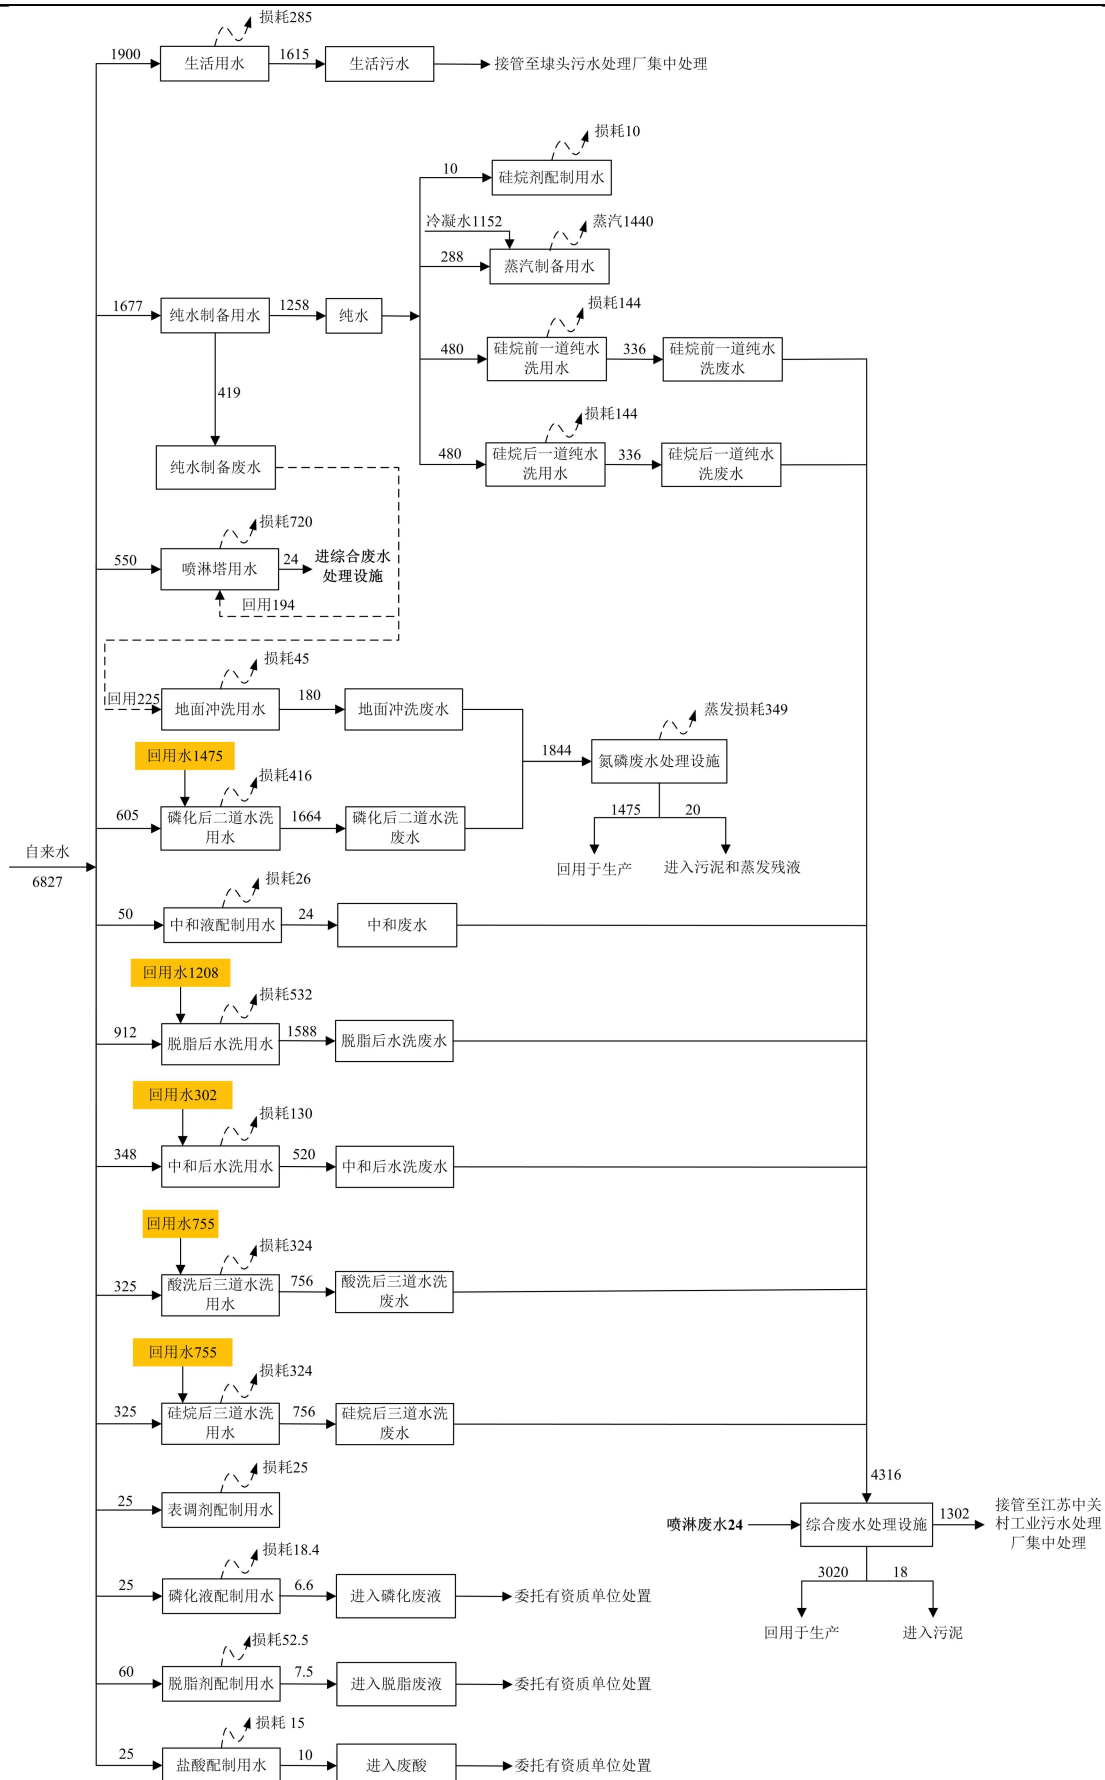 损耗285
1900
生活用水
1615
生活污水
接管至埭头污水处理厂集中处理
损耗10
10
硅烷剂配制用水
冷凝水1152
蒸汽1440
288
蒸汽制备用水
1677
纯水制备用水
1258
纯水
损耗144
480
硅烷前一道纯水
洗用水
336
硅烷前一道纯水
洗废水
419
损耗144
480
硅烷后一道纯水
洗用水
336
硅烷后一道纯水
洗废水
纯水制备废水
损耗720
550
喷淋塔用水
24
进综合废水
处理设施
回用194
损耗45
回用225
地面冲洗用水
180
地面冲洗废水
蒸发损耗349
1844
氮磷废水处理设施
回用水1475
损耗416
605
磷化后二道水洗
用水
1664
磷化后二道水洗
废水
1475
20
回用于生产
进入污泥和蒸发残液
自来水
6827
损耗26
50
中和液配制用水
24
中和废水
回用水1208
损耗532
912
脱脂后水洗用水
1588
脱脂后水洗废水
回用水302
损耗130
348
中和后水洗用水
520
中和后水洗废水
回用水755
损耗324
325
酸洗后三道水洗
用水
756
酸洗后三道水洗
废水
回用水755
损耗324
325
硅烷后三道水洗
用水
756
硅烷后三道水洗
废水
损耗25
25
表调剂配制用水
4316
喷淋废水24
综合废水处理设施
1302
接管至江苏中关
村工业污水处理
厂集中处理
3020
18
回用于生产
进入污泥
损耗18.4
25
磷化液配制用水
6.6
进入磷化废液
委托有资质单位处置
损耗52.5
60
脱脂剂配制用水
7.5
进入脱脂废液
委托有资质单位处置
损耗 15
25
盐酸配制用水
10
进入废酸
委托有资质单位处置